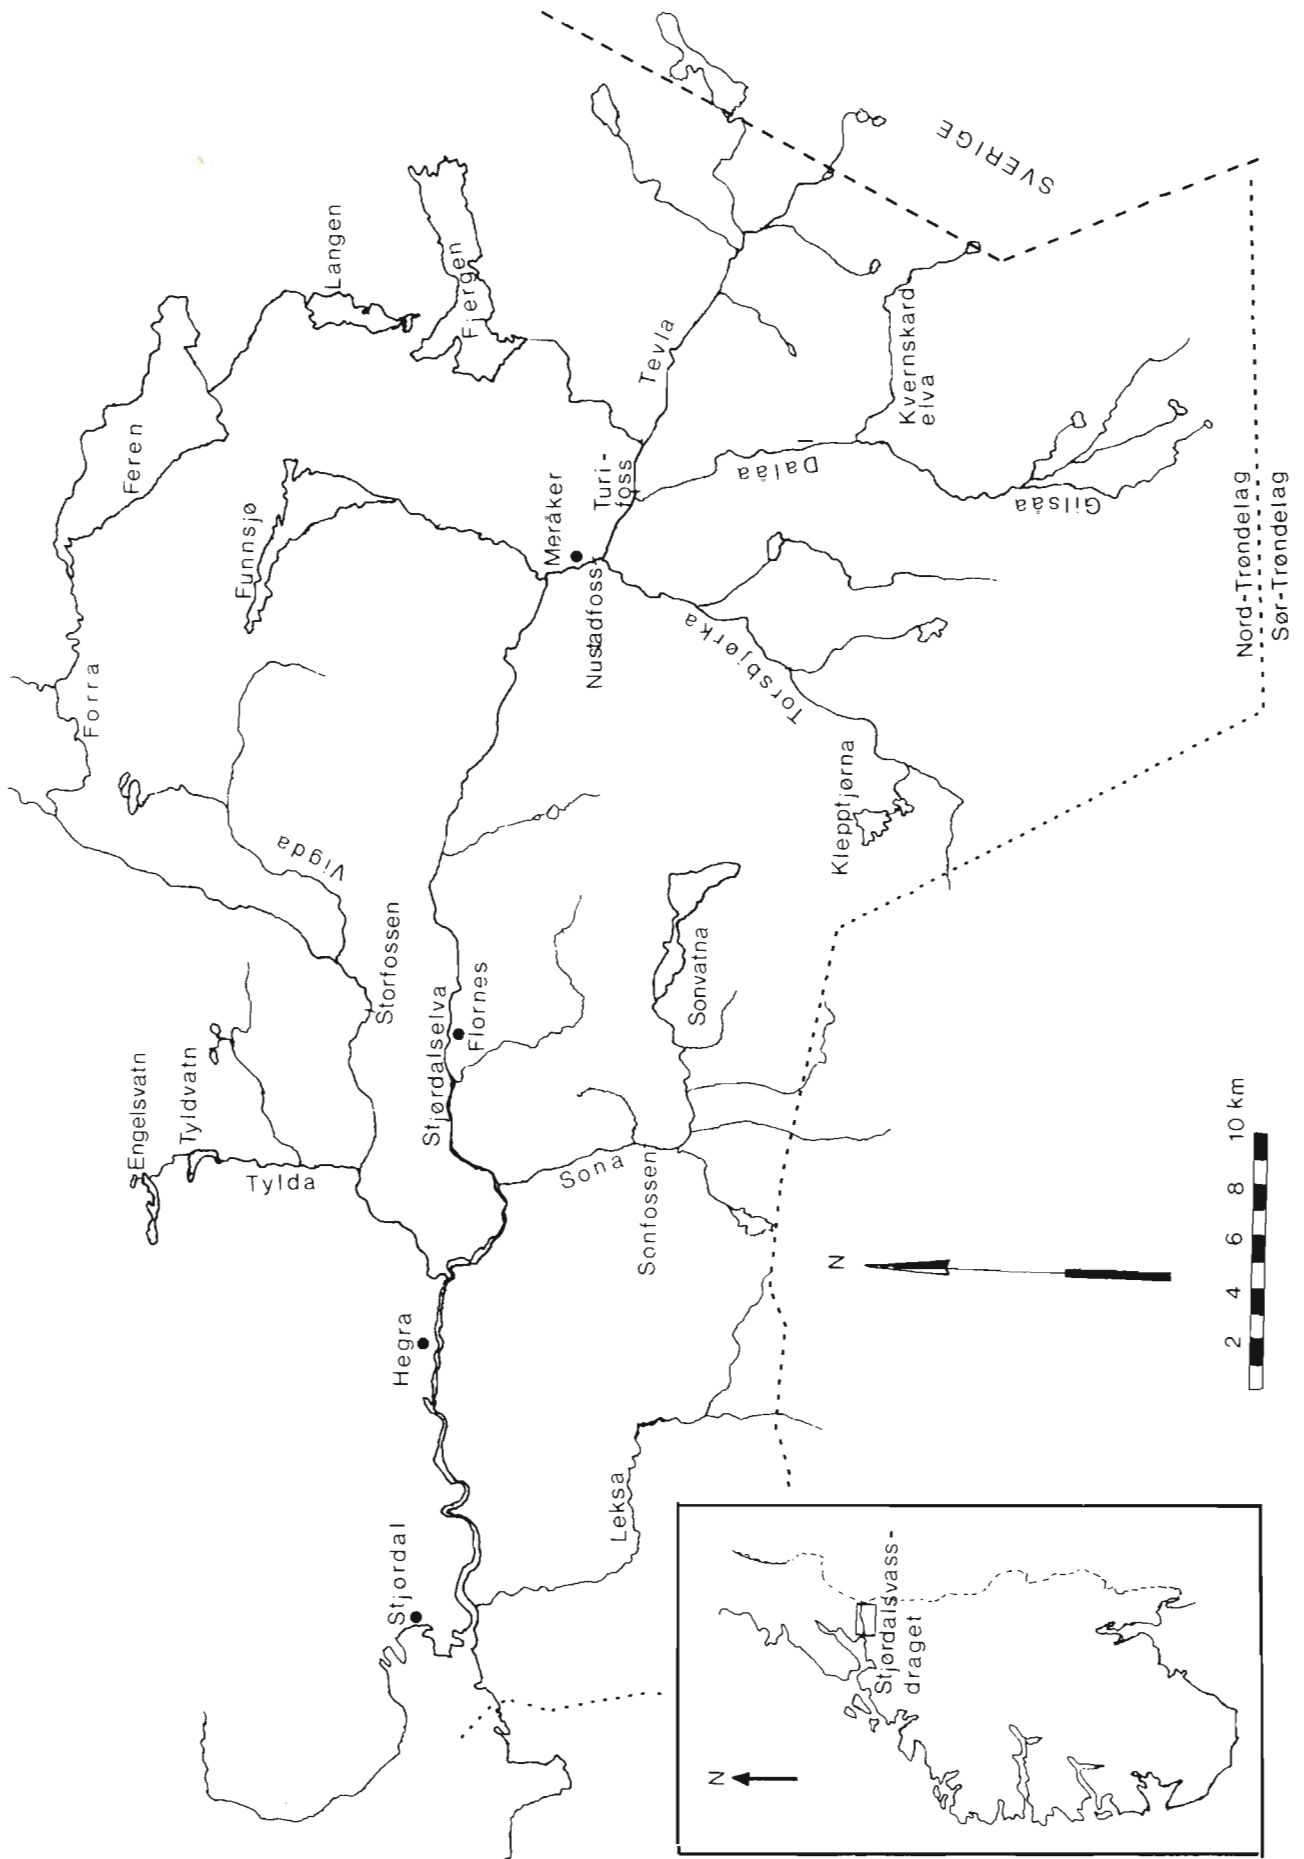 SVERIGE
Langen
Fjergen
Feren
Funnsjø
Forra
Tevla
Kvernskard
elva
Turi-
foss
Dalåa
Gilsåa
Meråker
Nustadfoss
Torsbjørka
Klepptjørna
Nord-Trøndelag
Sør-Trøndelag
Vigda
Storfossen
Stjørdalselva
Flornes
Sonvatna
Engelsvatn
Tyldvatn
Tylda
Sona
Sonfossen
Hegra
Leksa
Stjørdal
N
2 4 6 8 10 km
N
Stjørdalsvass-
draget